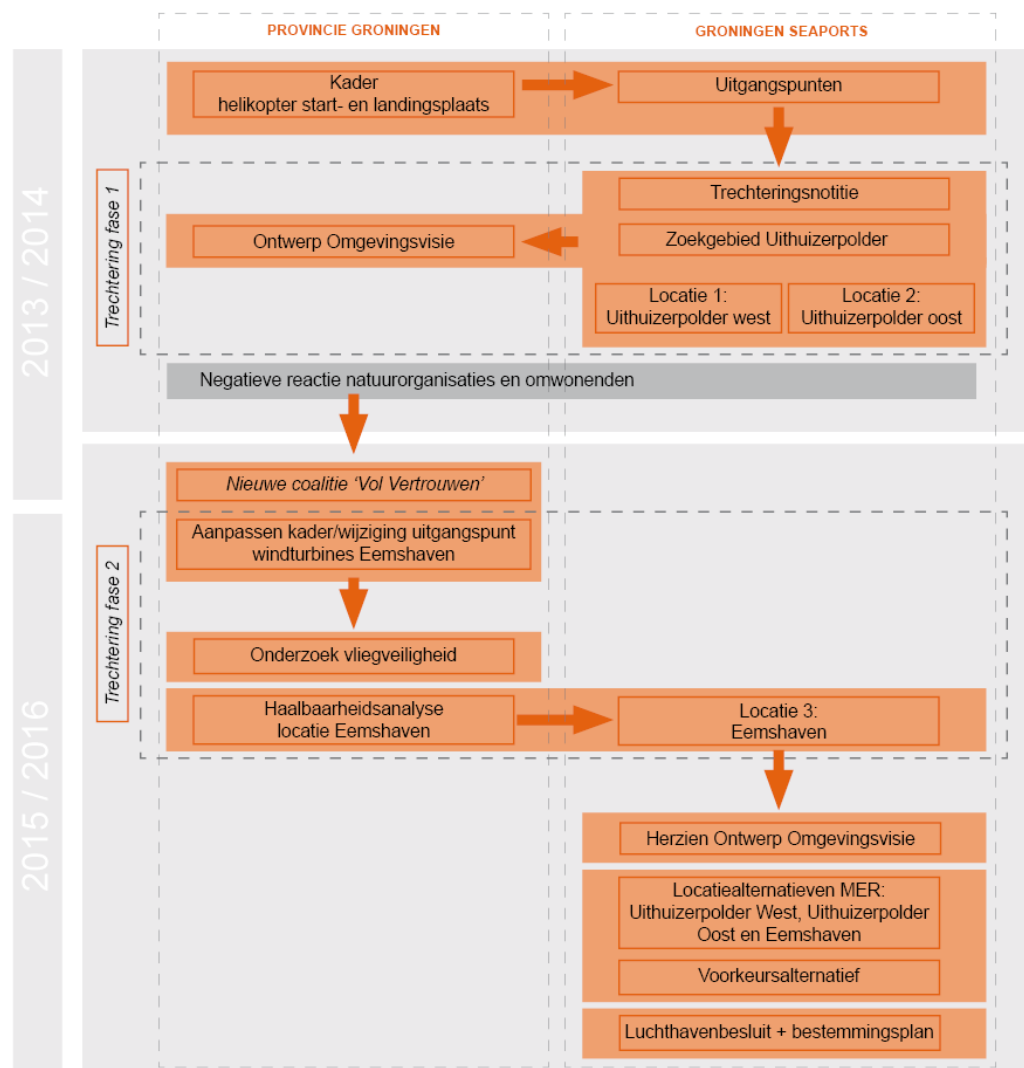 PROVINCIE GRONINGEN
GRONINGEN SEAPORTS
2013 / 2014
Kader
helikopter start- en landingsplaats
Uitgangspunten
Trechtering fase 1
Trechteringsnotitie
Ontwerp Omgevingsvisie
Zoekgebied Uithuizerpolder
Locatie 1:
Uithuizerpolder west
Locatie 2:
Uithuizerpolder oost
Negatieve reactie natuurorganisaties en omwonenden
2015 / 2016
Nieuwe coalitie ‘Vol Vertrouwen’
Trechtering fase 2
Aanpassen kader/wijziging uitgangspunt
windturbines Eemshaven
Onderzoek vliegveiligheid
Haalbaarheidsanalyse
locatie Eemshaven
Locatie 3:
Eemshaven
Herzien Ontwerp Omgevingsvisie
Locatiealternatieven MER:
Uithuizerpolder West, Uithuizerpolder
Oost en Eemshaven
Voorkeursalternatief
Luchthavenbesluit + bestemmingsplan